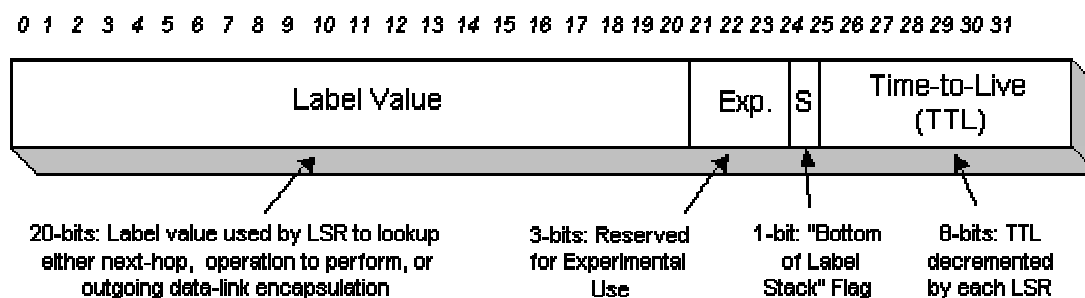 0 1 2 3 4 5 6 7 8 9 10 11 12 13 14 15 16 17 18 19 20 21 22 23 24 25 26 27 28 29 30 31
Label Value
Exp.
S
Time-to-Live
(TTL)
20-bits: Label value used by LSR to lookup
either next-hop, operation to perform, or
outgoing data-link encapsulation
3-bits: Reserved
for Experimental
Use
1-bit: "Bottom
of Label
Stack" Flag
8-bits: TTL
decremented
by each LSR